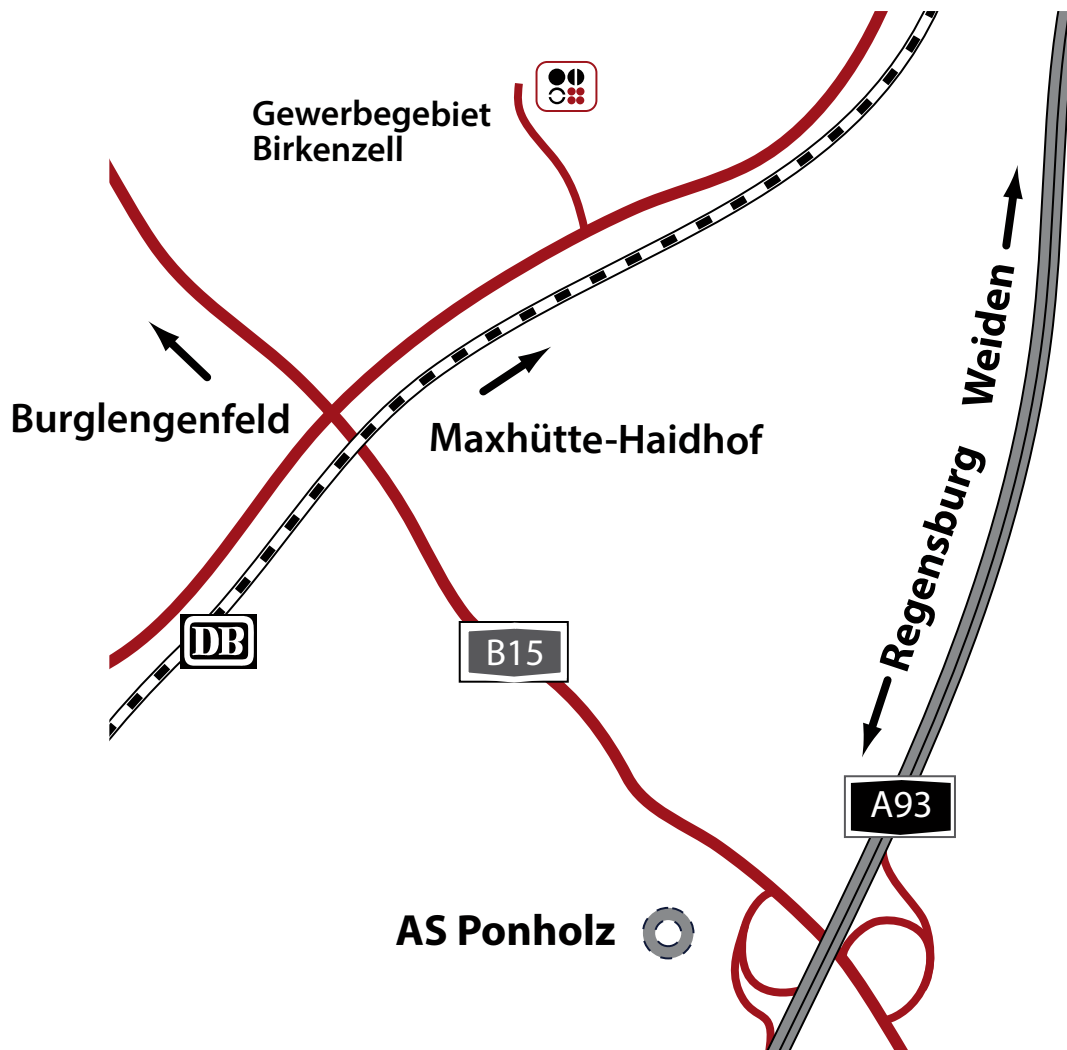 Gewerbegebiet
Birkenzell
Weiden
Burglengenfeld
Maxhütte-Haidhof
Regensburg
DB
B15
A93
AS Ponholz